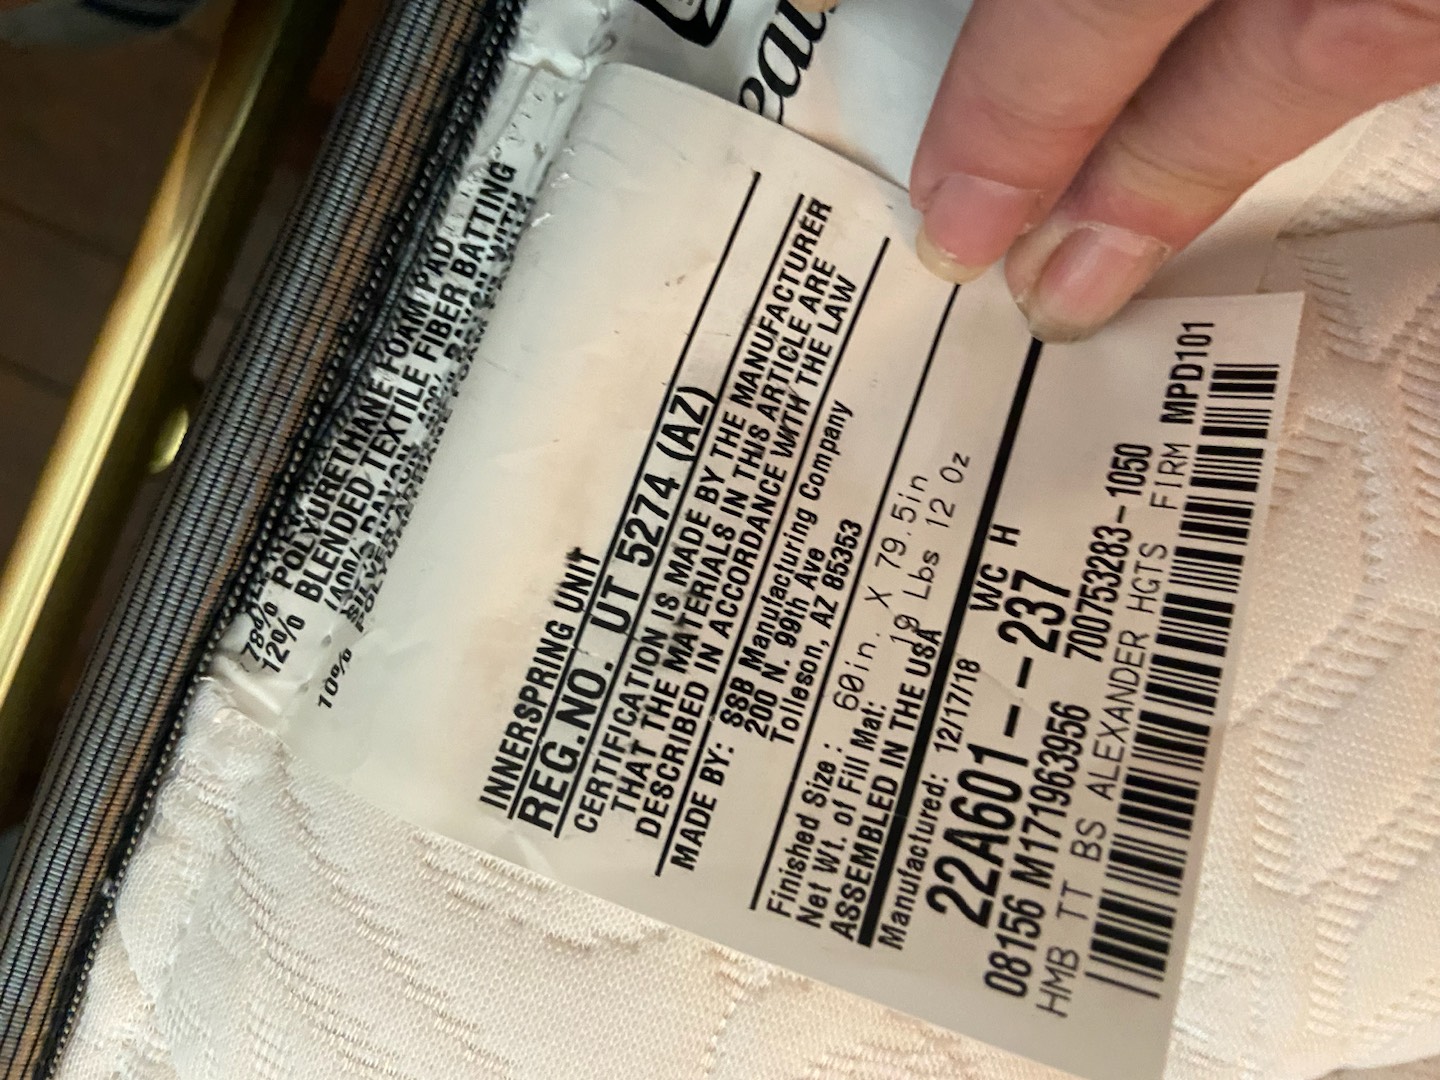 78%
POLYURETHANE FOAM PAD
12%
BLENDED TEXTILE FIBER BATTING
10%
INNERSPRING UNIT
REG.NO. UT 5274 (AZ)
CERTIFICATION IS MADE BY THE MANUFACTURER
THAT THE MATERIALS IN THIS ARTICLE ARE
DESCRIBED IN ACCORDANCE WITH THE LAW
MADE BY: SSB Manufacturing Company
200 N. 99th Ave
Tolleson, AZ 85353
Finished Size: 60in. X 79.5in
Net Wt. of Fill Mat: 19 Lbs 12 Oz
ASSEMBLED IN THE USA
Manufactured: 12/17/18 WC H
22A601--237
08156 M171963956 700753283-1050
HMB TT BS ALEXANDER HGTS FIRM MPD101